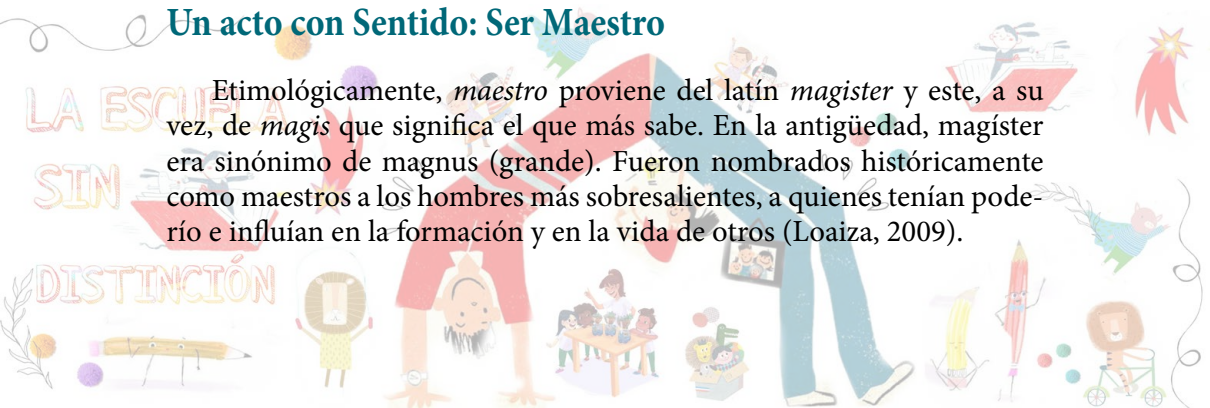 Un acto con Sentido: Ser Maestro
Etimológicamente, maestro proviene del latín magister y este, a su
vez, de magis que significa el que más sabe. En la antigüedad, magíster
era sinónimo de magnus (grande). Fueron nombrados históricamente
como maestros a los hombres más sobresalientes, a quienes tenían pode-
río e influían en la formación y en la vida de otros (Loaiza, 2009).
LA ESCUELA
SIN
DISTINCIÓN